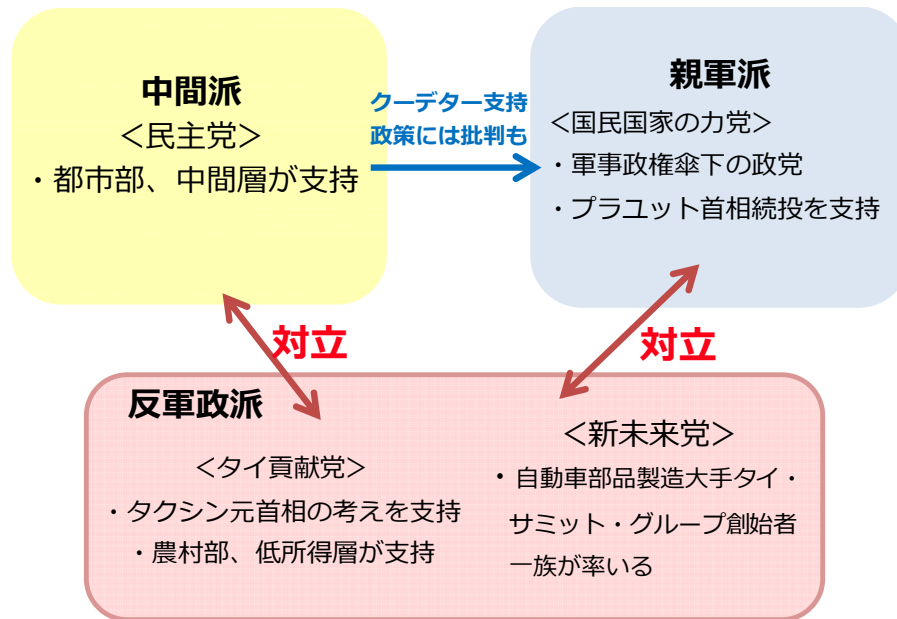 中間派
＜民主党＞
・都市部、中間層が支持
クーデター支持
政策には批判も
親軍派
＜国民国家の力党＞
・軍事政権傘下の政党
・プラユット首相続投を支持
対立
対立
反軍政派
＜タイ貢献党＞
・タクシン元首相の考えを支持
・農村部、低所得層が支持
＜新未来党＞
・自動車部品製造大手タイ・
サミット・グループ創始者
一族が率いる